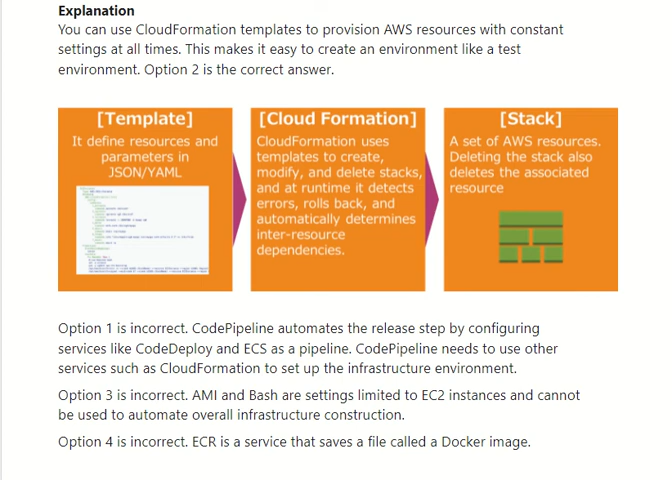 Explanation
You can use CloudFormation templates to provision AWS resources with constant
settings at all times. This makes it easy to create an environment like a test
environment. Option 2 is the correct answer.
[Template]
It define resources and
parameters in
JSON/YAML
[Cloud Formation]
CloudFormation uses
templates to create,
modify, and delete stacks,
and at runtime it detects
errors, rolls back, and
automatically determines
inter-resource
dependencies.
[Stack]
A set of AWS resources.
Deleting the stack also
deletes the associated
resource
Option 1 is incorrect. CodePipeline automates the release step by configuring
services like CodeDeploy and ECS as a pipeline. CodePipeline needs to use other
services such as CloudFormation to set up the infrastructure environment.
Option 3 is incorrect. AMI and Bash are settings limited to EC2 instances and cannot
be used to automate overall infrastructure construction.
Option 4 is incorrect. ECR is a service that saves a file called a Docker image.